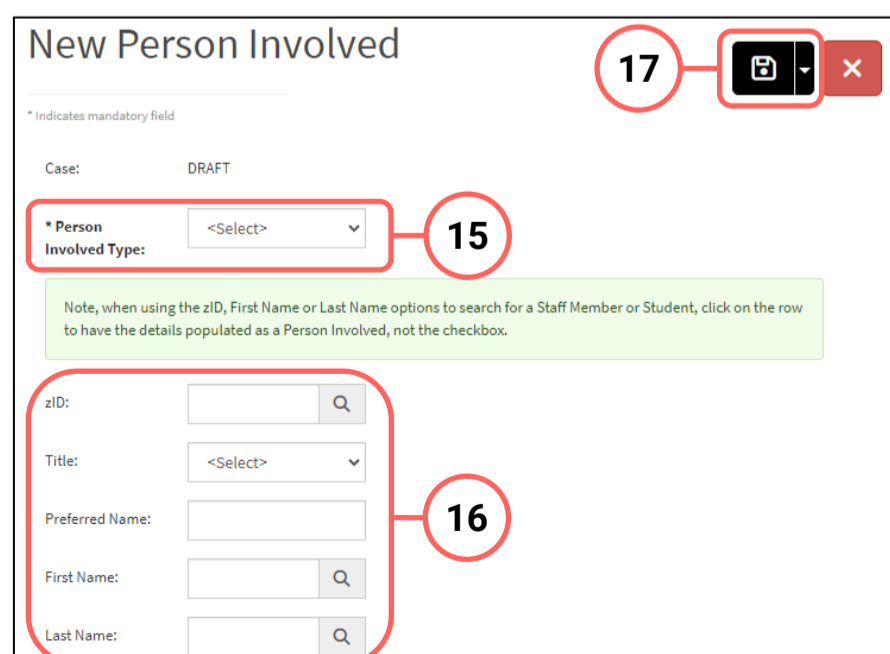 New Person Involved
17
* Indicates mandatory field
Case: DRAFT
* Person
Involved Type:
<Select>
15
Note, when using the zID, First Name or Last Name options to search for a Staff Member or Student, click on the row
to have the details populated as a Person Involved, not the checkbox.
zID:
Title: <Select>
Preferred Name:
16
First Name:
Last Name: